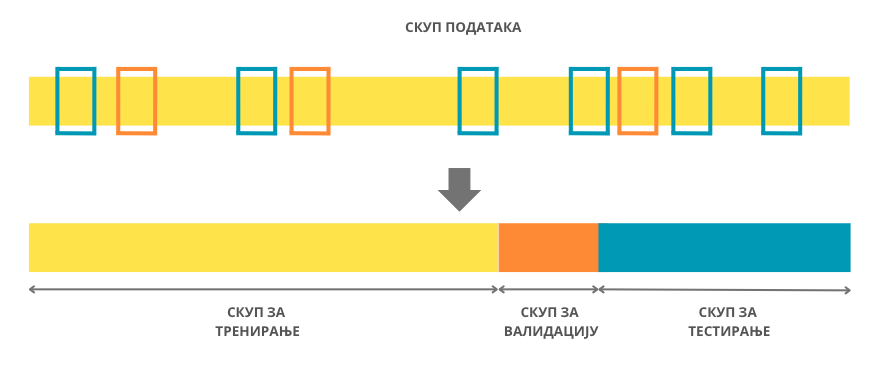 СКУП ПОДАТАКА
СКУП ЗА
ТРЕНИРАЊЕ
СКУП ЗА
ВАЛИДАЦИЈУ
СКУП ЗА
ТЕСТИРАЊЕ